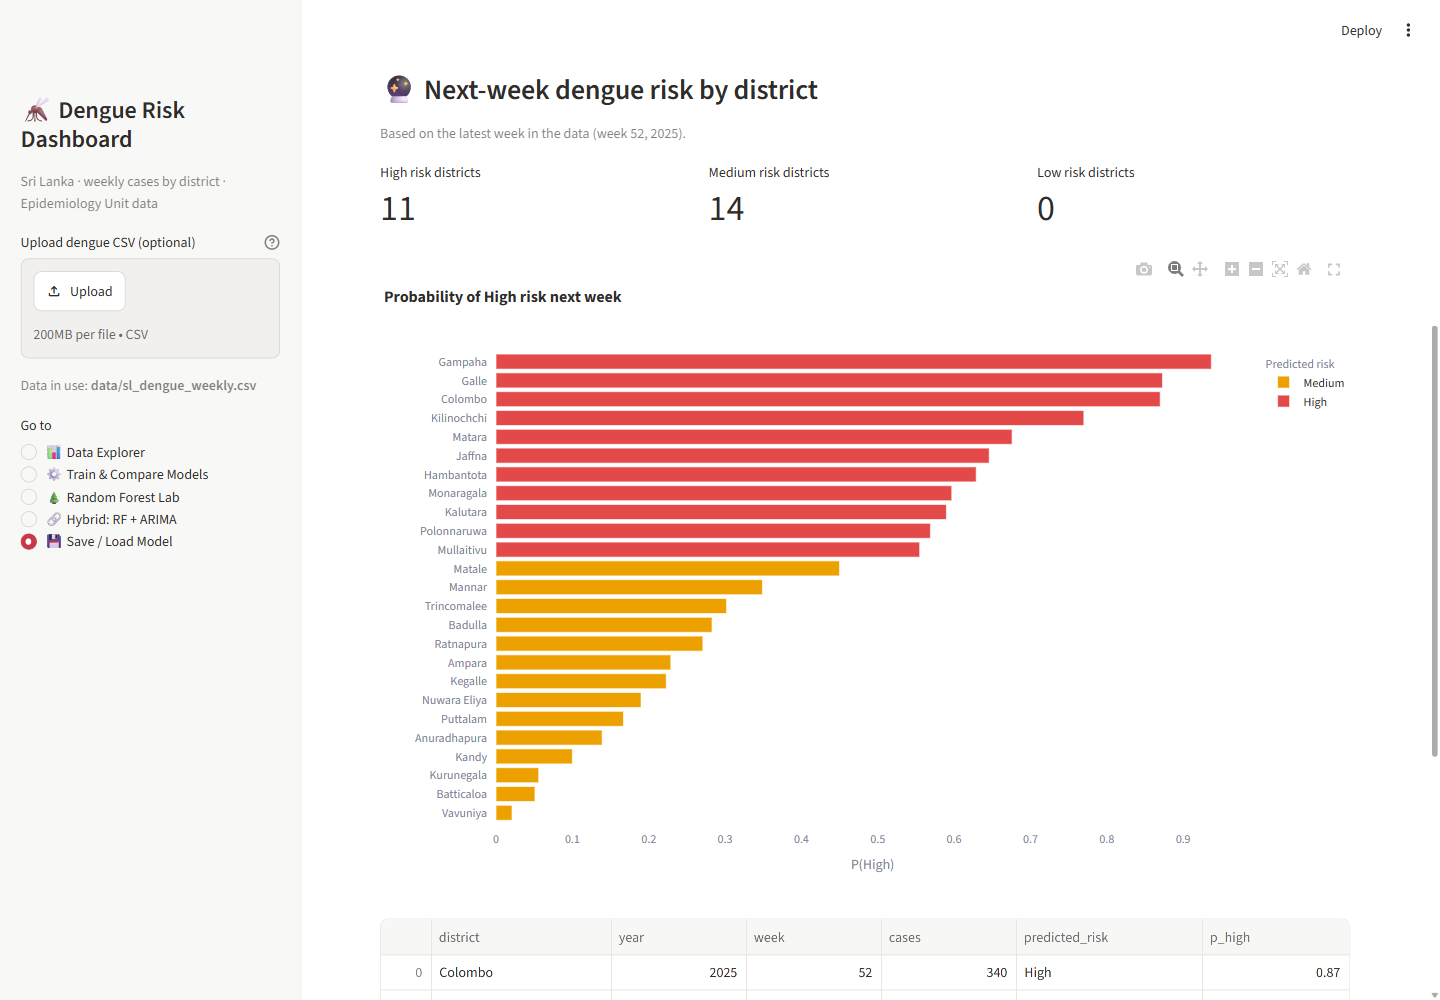 Deploy
Dengue Risk
Dashboard
Sri Lanka · weekly cases by district ·
Epidemiology Unit data
Upload dengue CSV (optional)
Upload
200MB per file • CSV
Data in use: data/sl_dengue_weekly.csv
Go to
Data Explorer
Train & Compare Models
Random Forest Lab
Hybrid: RF + ARIMA
Save / Load Model
Next-week dengue risk by district
Based on the latest week in the data (week 52, 2025).
High risk districts
11
Medium risk districts
14
Low risk districts
0
Probability of High risk next week
Gampaha
Galle
Colombo
Kilinochchi
Matara
Jaffna
Hambantota
Monaragala
Kalutara
Polonnaruwa
Mullaitivu
Matale
Mannar
Trincomalee
Badulla
Ratnapura
Ampara
Kegalle
Nuwara Eliya
Puttalam
Anuradhapura
Kandy
Kurunegala
Batticaloa
Vavuniya
0 0.1 0.2 0.3 0.4 0.5 0.6 0.7 0.8 0.9
P(High)
Predicted risk
Medium
High
district year week cases predicted_risk p_high
0 Colombo 2025 52 340 High 0.87